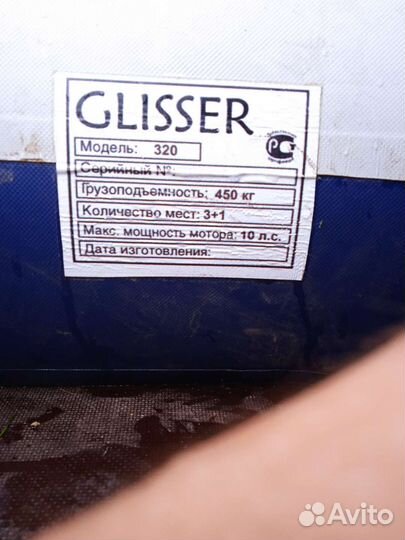 GLISSER
Модель: 320
Серийный №:
Грузоподъемность: 450 кг
Количество мест: 3+1
Макс. мощность мотора: 10 л.с.
Дата изготовления:
Avito